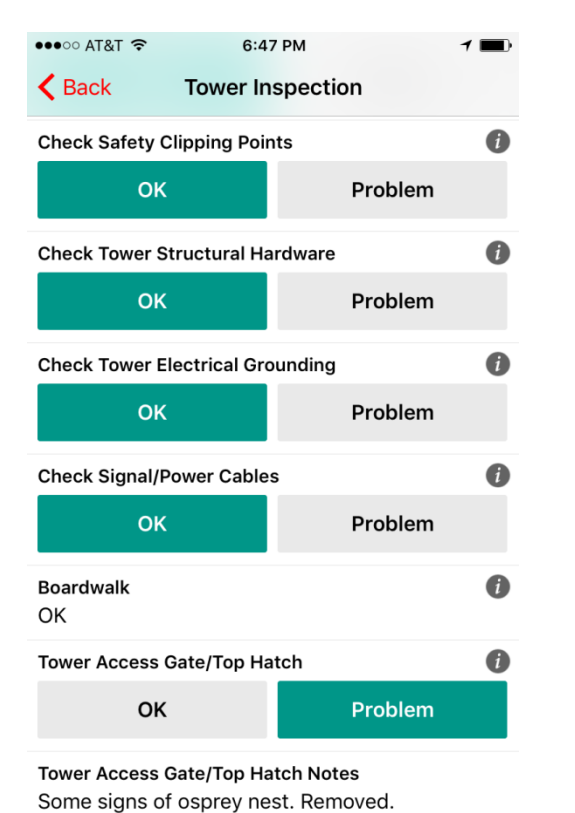 ●●●○○ AT&T 6:47 PM
Back Tower Inspection
Check Safety Clipping Points i
OK Problem
Check Tower Structural Hardware i
OK Problem
Check Tower Electrical Grounding i
OK Problem
Check Signal/Power Cables i
OK Problem
Boardwalk i
OK
Tower Access Gate/Top Hatch i
OK Problem
Tower Access Gate/Top Hatch Notes
Some signs of osprey nest. Removed.